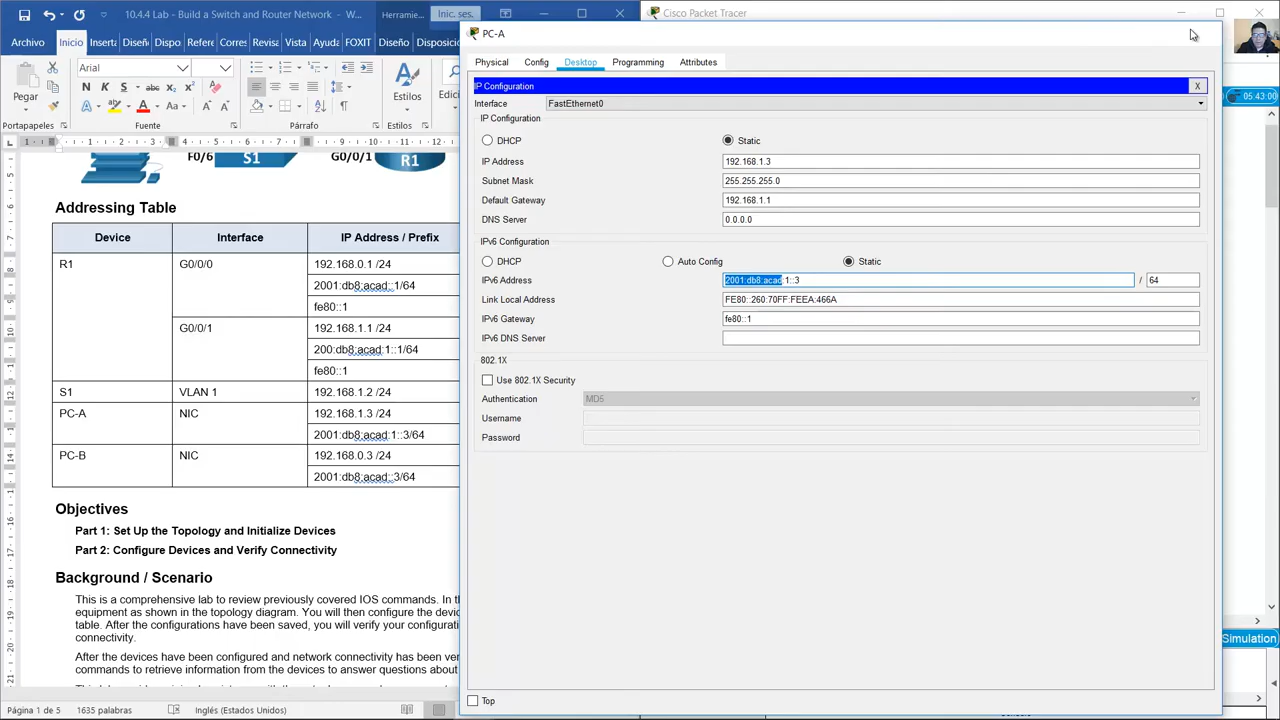 10.4.4 Lab - Switch and Router Network - W...
Herramie...
Inic. ses.
Cisco Packet Tracer
PC-A
Archivo Inicio Inserta Diseñ Dispo Refere Corre Revisa Vista Ayuda FOXIT Diseño Disposició
Physical Config Desktop Programming Attributes
Arial
Pegar
Estilos
Edici
Portapapeles Fuente Párrafo Estilos
IP Configuration X
Interface FastEthernet0
IP Configuration
DHCP Static
IP Address 192.168.1.3
Subnet Mask 255.255.255.0
Default Gateway 192.168.1.1
DNS Server 0.0.0.0
IPv6 Configuration
DHCP Auto Config Static
IPv6 Address 2001:db8:acad:1::3 / 64
Link Local Address FE80::260:70FF:FEEA:466A
IPv6 Gateway fe80::1
IPv6 DNS Server
802.1X
Use 802.1X Security
Authentication MD5
Username
Password
Top
05:43:00
Simulation
F0/6 S1 G0/0/1 R1
Addressing Table
Device Interface IP Address / Prefix
R1 G0/0/0 192.168.0.1 /24
2001:db8:acad::1/64
fe80::1
G0/0/1 192.168.1.1 /24
200:db8:acad:1::1/64
fe80::1
S1 VLAN 1 192.168.1.2 /24
PC-A NIC 192.168.1.3 /24
2001:db8:acad:1::3/64
PC-B NIC 192.168.0.3 /24
2001:db8:acad::3/64
Objectives
Part 1: Set Up the Topology and Initialize Devices
Part 2: Configure Devices and Verify Connectivity
Background / Scenario
This is a comprehensive lab to review previously covered IOS commands. In th
equipment as shown in the topology diagram. You will then configure the devic
table. After the configurations have been saved, you will verify your configuratio
connectivity.
After the devices have been configured and network connectivity has been ver
commands to retrieve information from the devices to answer questions about
Página 1 de 5 1635 palabras Inglés (Estados Unidos)